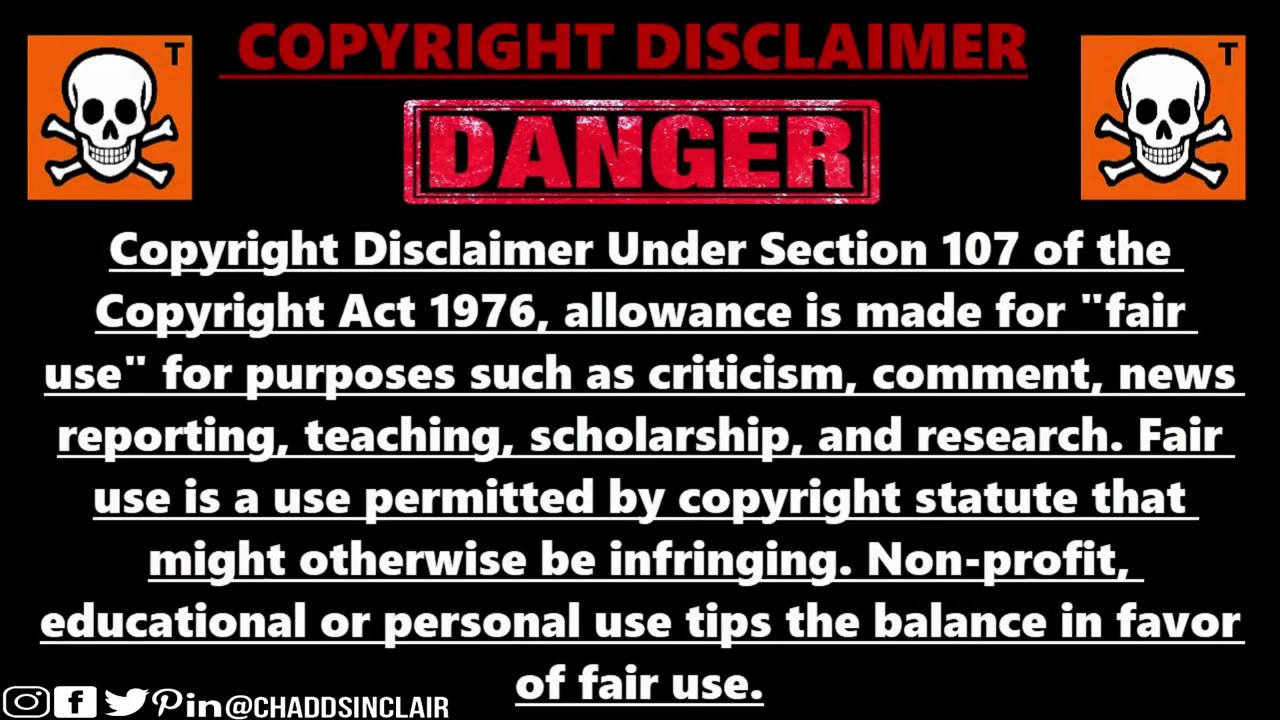 T
COPYRIGHT DISCLAIMER
T
DANGER
Copyright Disclaimer Under Section 107 of the
Copyright Act 1976, allowance is made for "fair
use" for purposes such as criticism, comment, news
reporting, teaching, scholarship, and research. Fair
use is a use permitted by copyright statute that
might otherwise be infringing. Non-profit,
educational or personal use tips the balance in favor
of fair use.
in@CHADDSINCLAIR